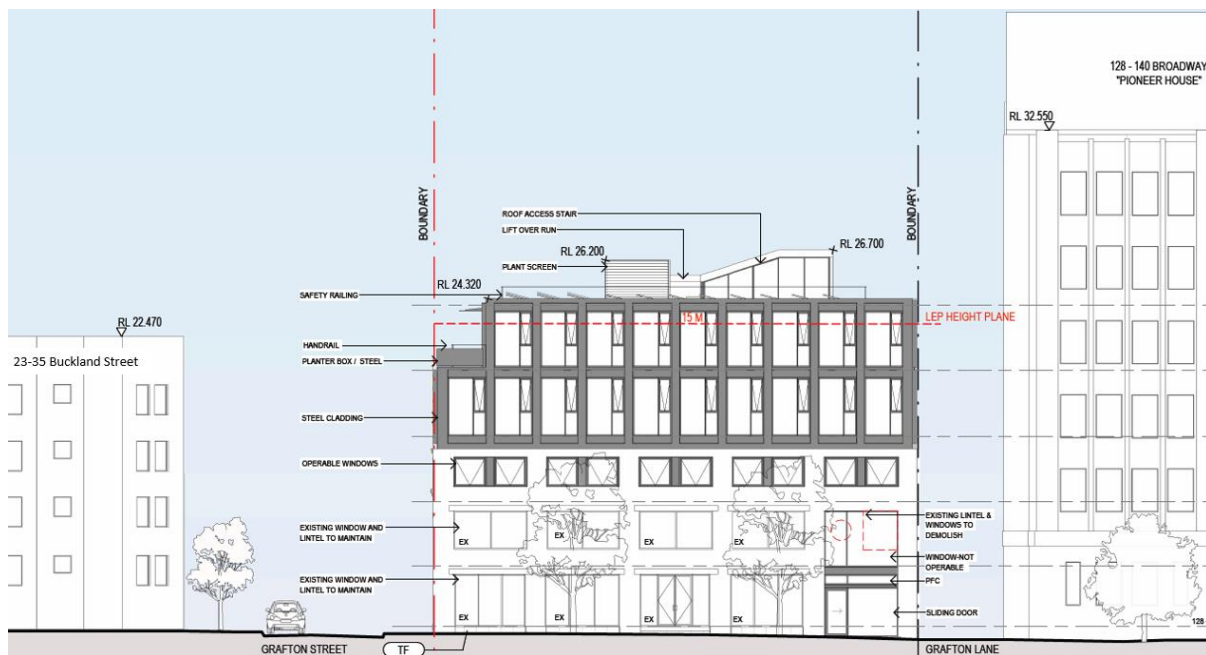 128 - 140 BROADWAY
"PIONEER HOUSE"
RL 32.550
BOUNDARY
BOUNDARY
ROOF ACCESS STAIR
LIFT OVER RUN
RL 26.200
RL 26.700
PLANT SCREEN
RL 24.320
SAFETY RAILING
15 M
LEP HEIGHT PLANE
RL 22.470
HANDRAIL
23-35 Buckland Street
PLANTER BOX / STEEL
STEEL CLADDING
OPERABLE WINDOWS
EXISTING WINDOW AND
LINTEL TO MAINTAIN
EX
EX
EX
EX
EXISTING LINTEL &
WINDOWS TO
DEMOLISH
WINDOW-NOT
OPERABLE
PFC
EXISTING WINDOW AND
LINTEL TO MAINTAIN
EX
EX
EX
EX
SLIDING DOOR
128 -
GRAFTON STREET
TF
GRAFTON LANE